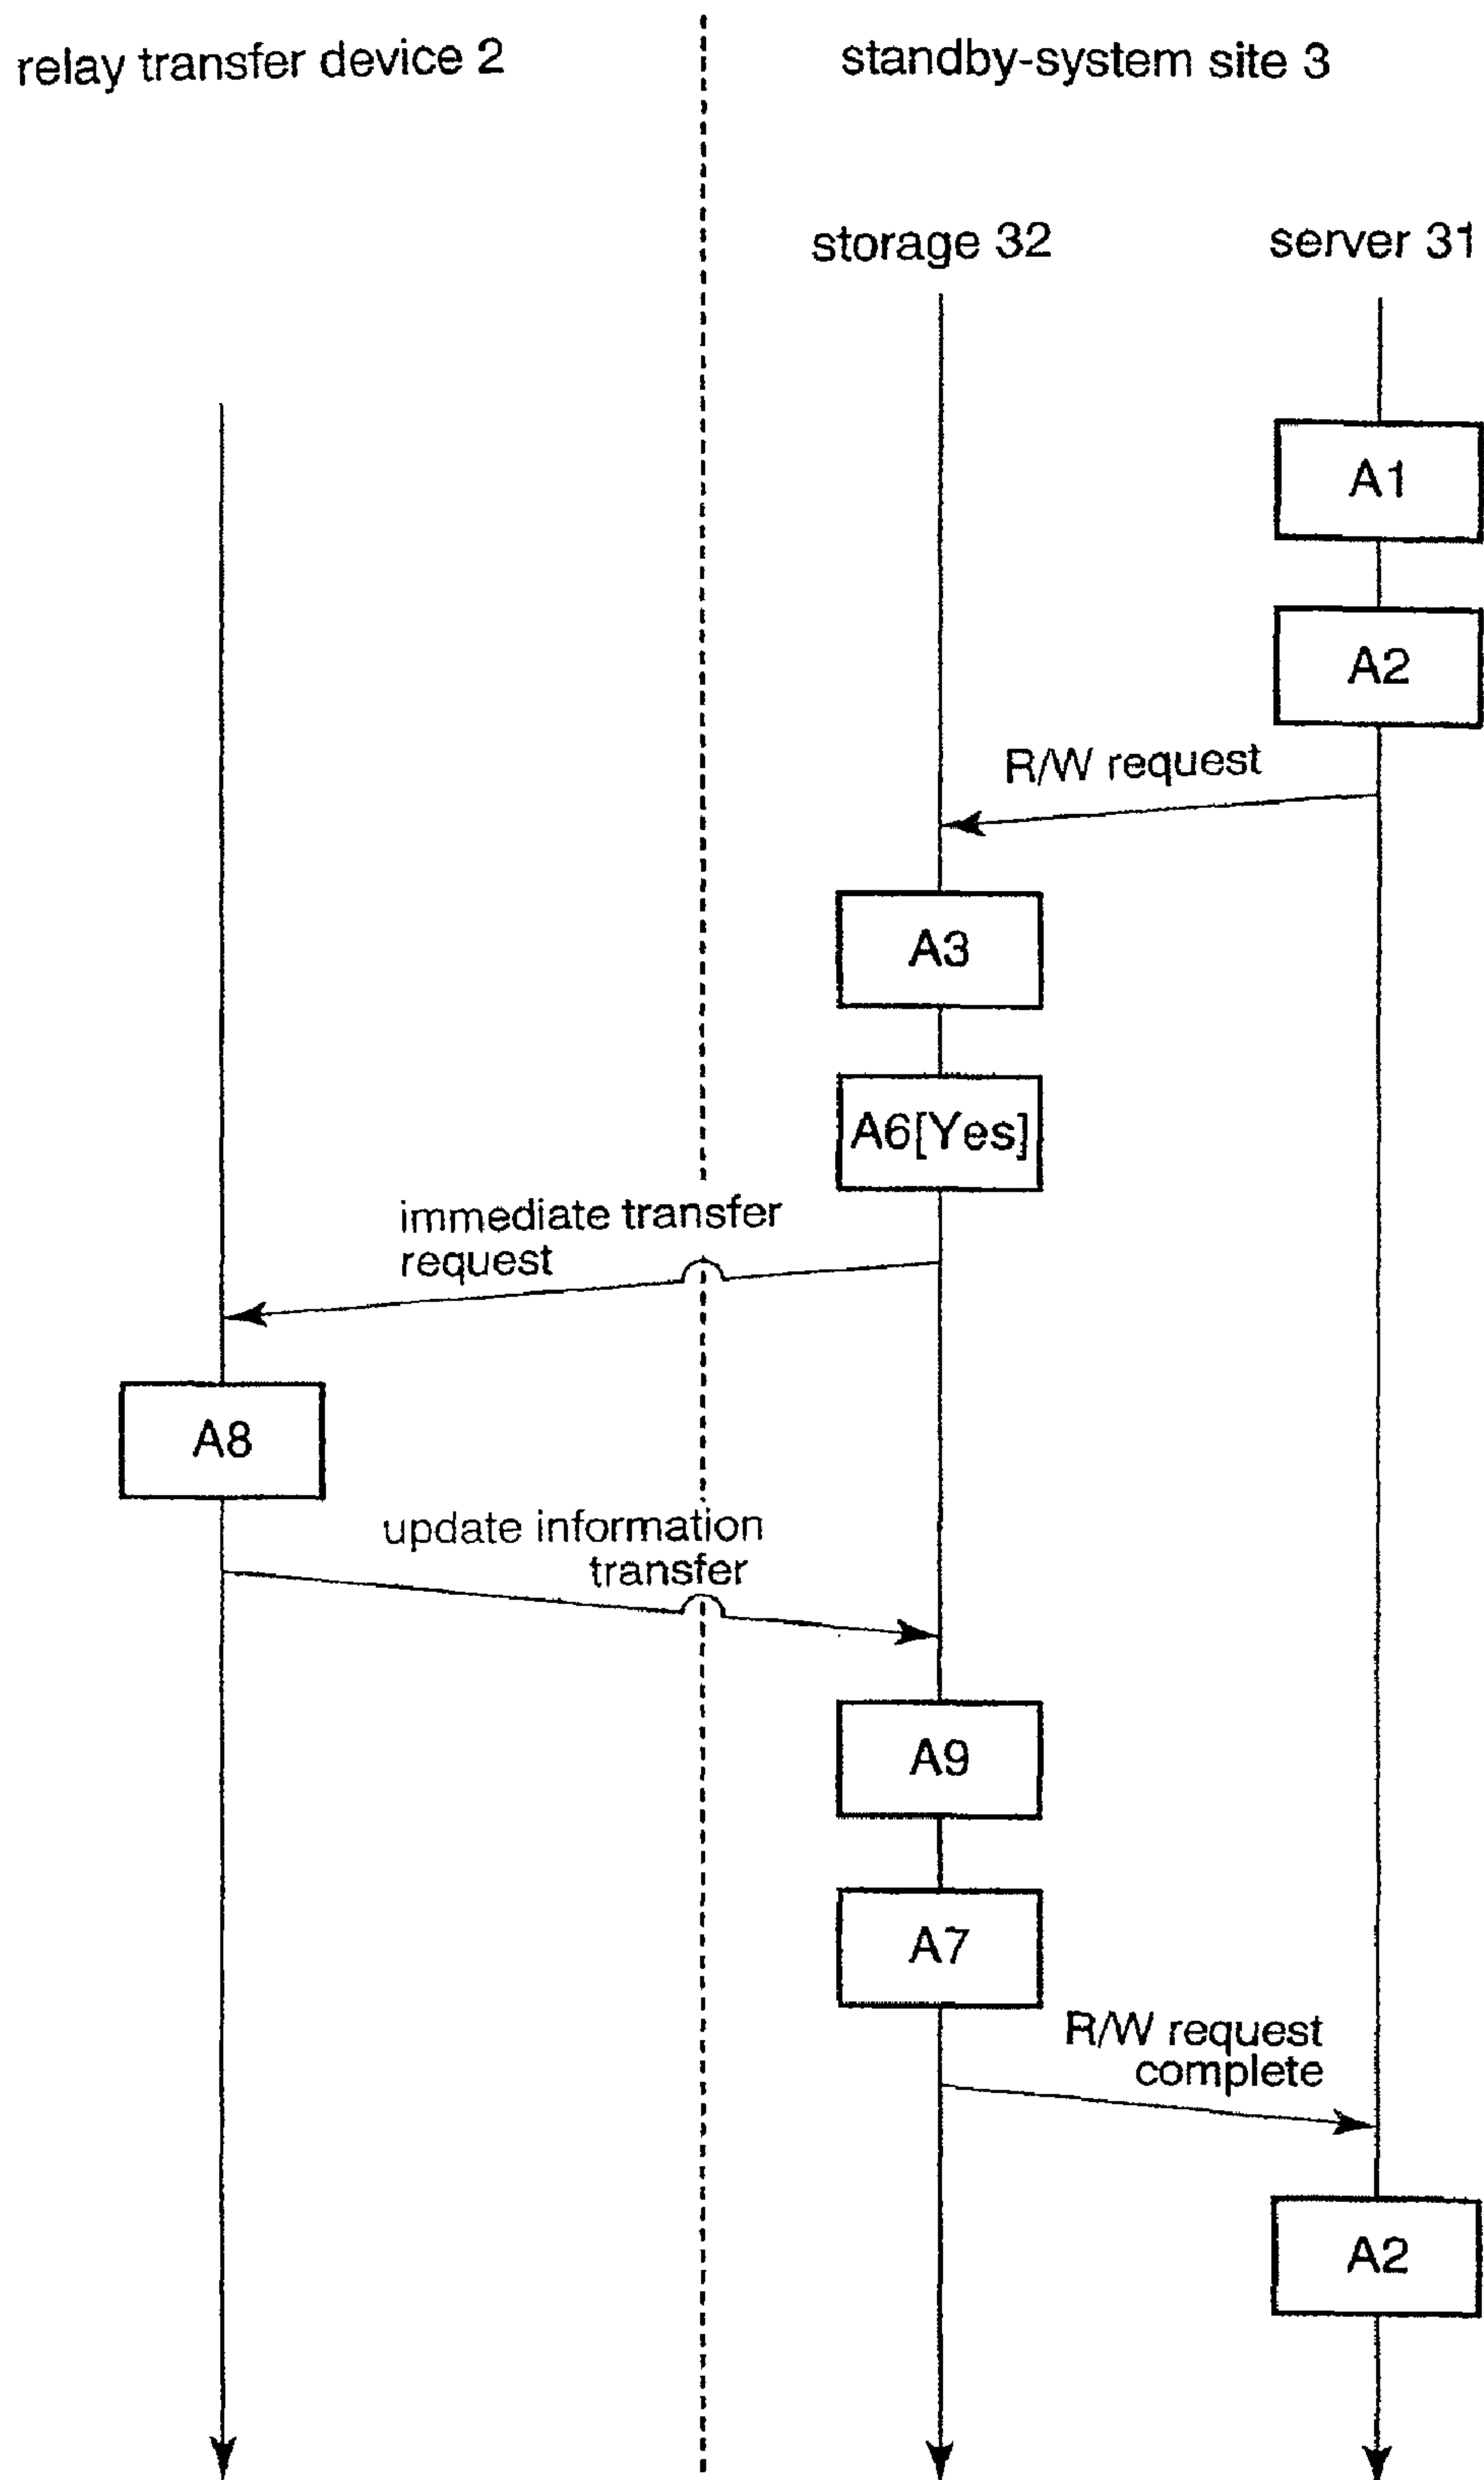 relay transfer device 2
standby-system site 3
storage 32
server 31
A1
A2
R/W request
A3
A6[Yes]
immediate transfer
request
A8
update information
transfer
A9
A7
R/W request
complete
A2